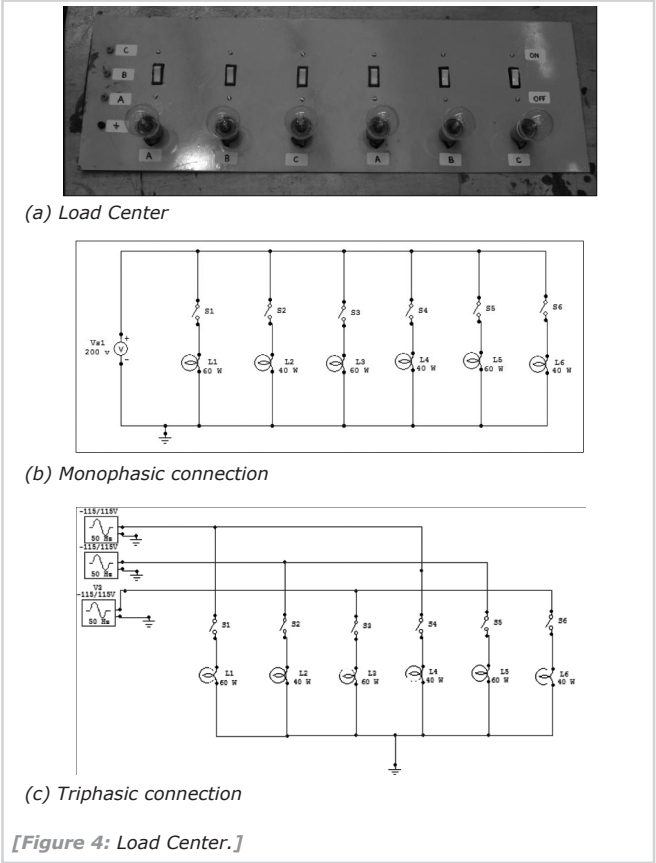 C
B
ON
A
OFF
A B C A B C
(a) Load Center
S1 S2 S3 S4 S5 S6
Vs1
200 v
V
+
-
L1 L2 L3 L4 L5 L6
60 W 40 W 60 W 40 W 60 W 40 W
(b) Monophasic connection
-115/115V
50 Hz
-115/115V
50 Hz
V3
-115/115V
50 Hz
S1 S2 S3 S4 S5 S6
L1 L2 L3 L4 L5 L6
60 W 40 W 60 W 40 W 60 W 40 W
(c) Triphasic connection
[Figure 4: Load Center.]